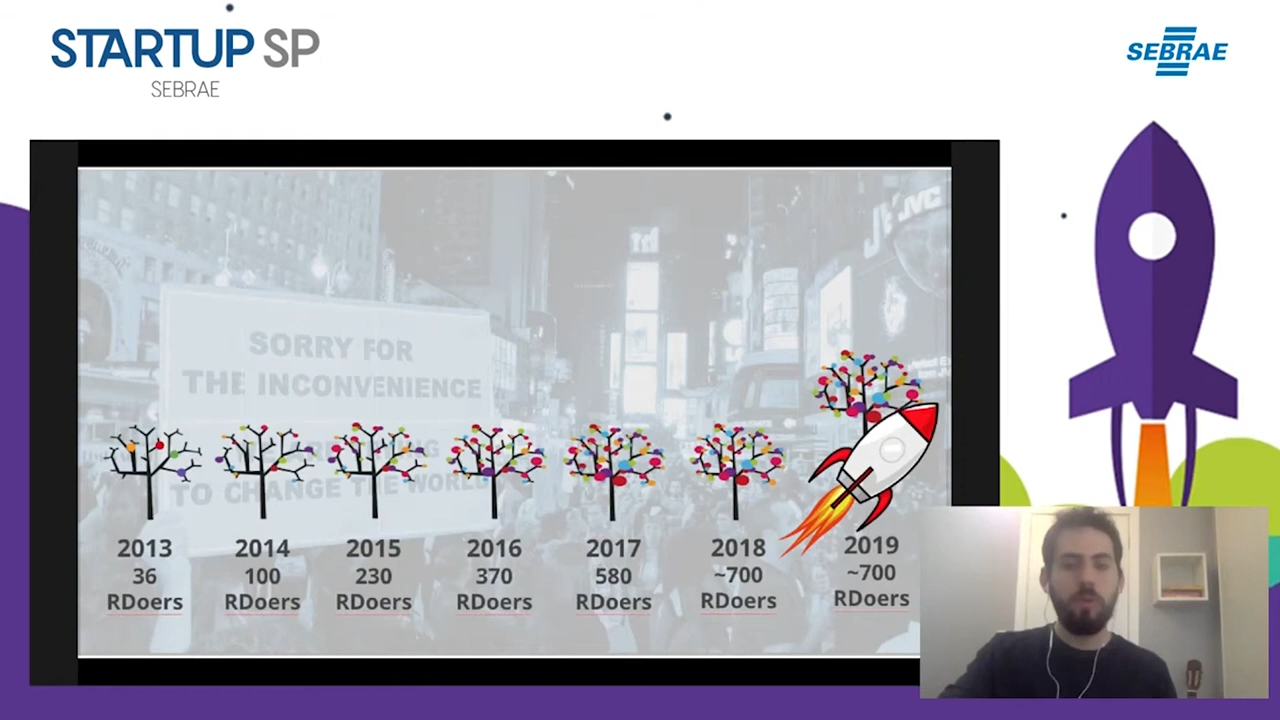 STARTUP SP
SEBRAE
SEBRAE
SORRY FOR
THE INCONVENIENCE
TO CHANGE THE WORLD
2013
36
RDoers
2014
100
RDoers
2015
230
RDoers
2016
370
RDoers
2017
580
RDoers
2018
~700
RDoers
2019
~700
RDoers